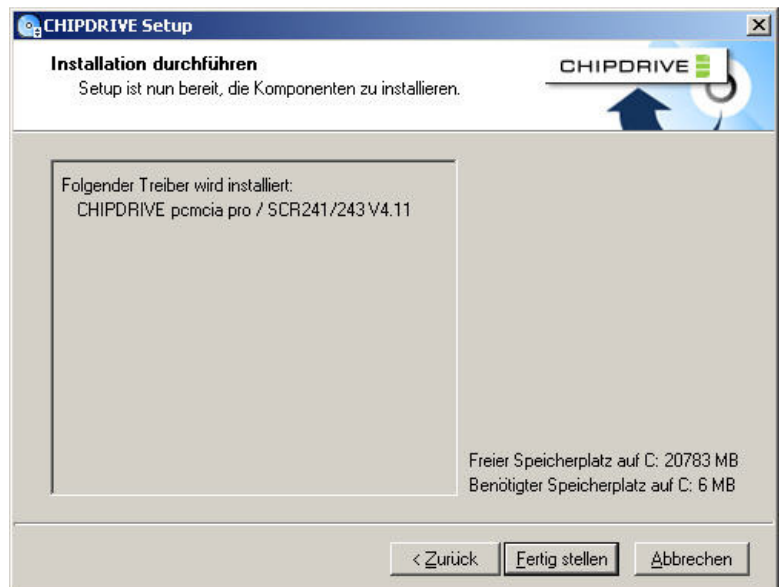 CHIPDRIVE Setup
Installation durchführen
Setup ist nun bereit, die Komponenten zu installieren.
CHIPDRIVE
Folgender Treiber wird installiert:
CHIPDRIVE pcmcia pro / SCR241/243 V4.11
Freier Speicherplatz auf C: 20783 MB
Benötigter Speicherplatz auf C: 6 MB
< Zurück
Fertig stellen
Abbrechen